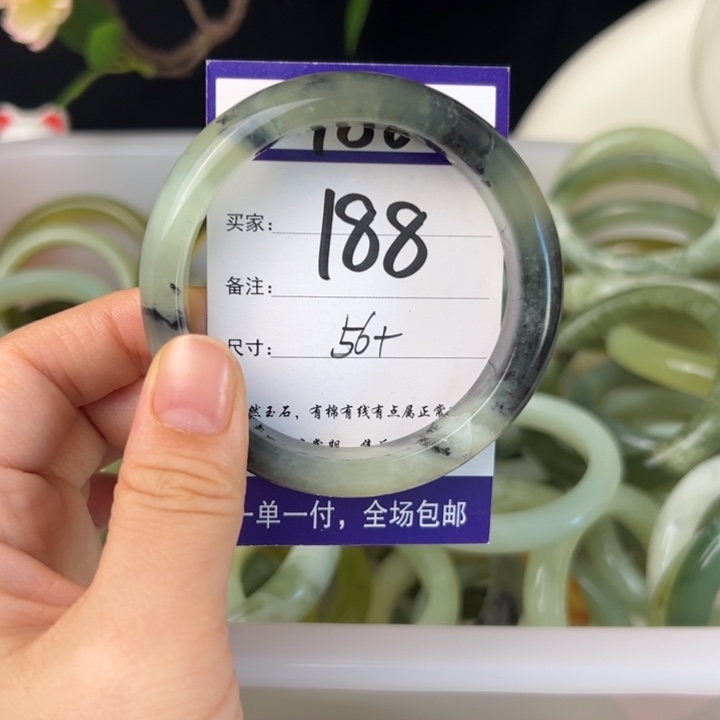 188
买家：
备注：
尺寸： 56+
然玉石，有棉有线有点属正常
一单一付，全场包邮